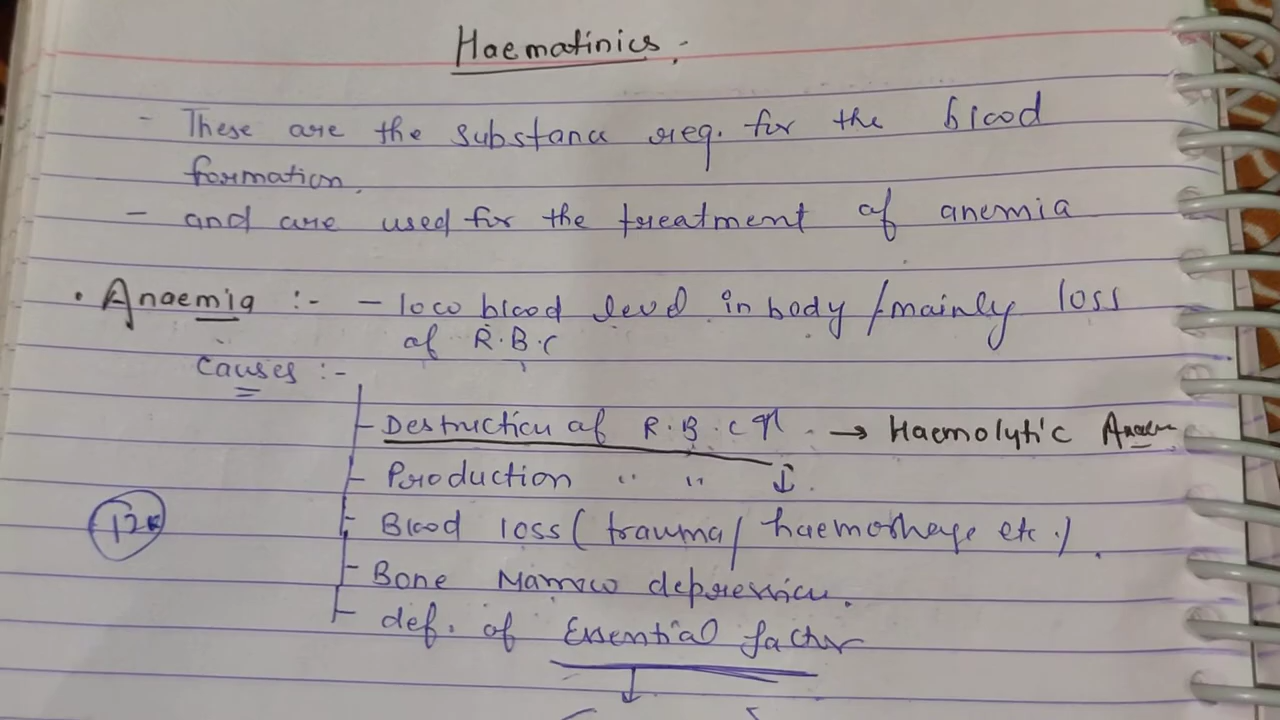 Haematinics.
- These are the substance req. for the blood
formation.
- and are used for the treatment of anemia
• Anaemia :- - low blood level in body / mainly loss
of R.B.C
Causes :-
- Destruction of R.B.C ↑ → Haemolytic
- Production " " ↓.
- Blood loss ( trauma / haemorhage etc.) .
- Bone Marrow depression.
- def. of Essential factor
↓